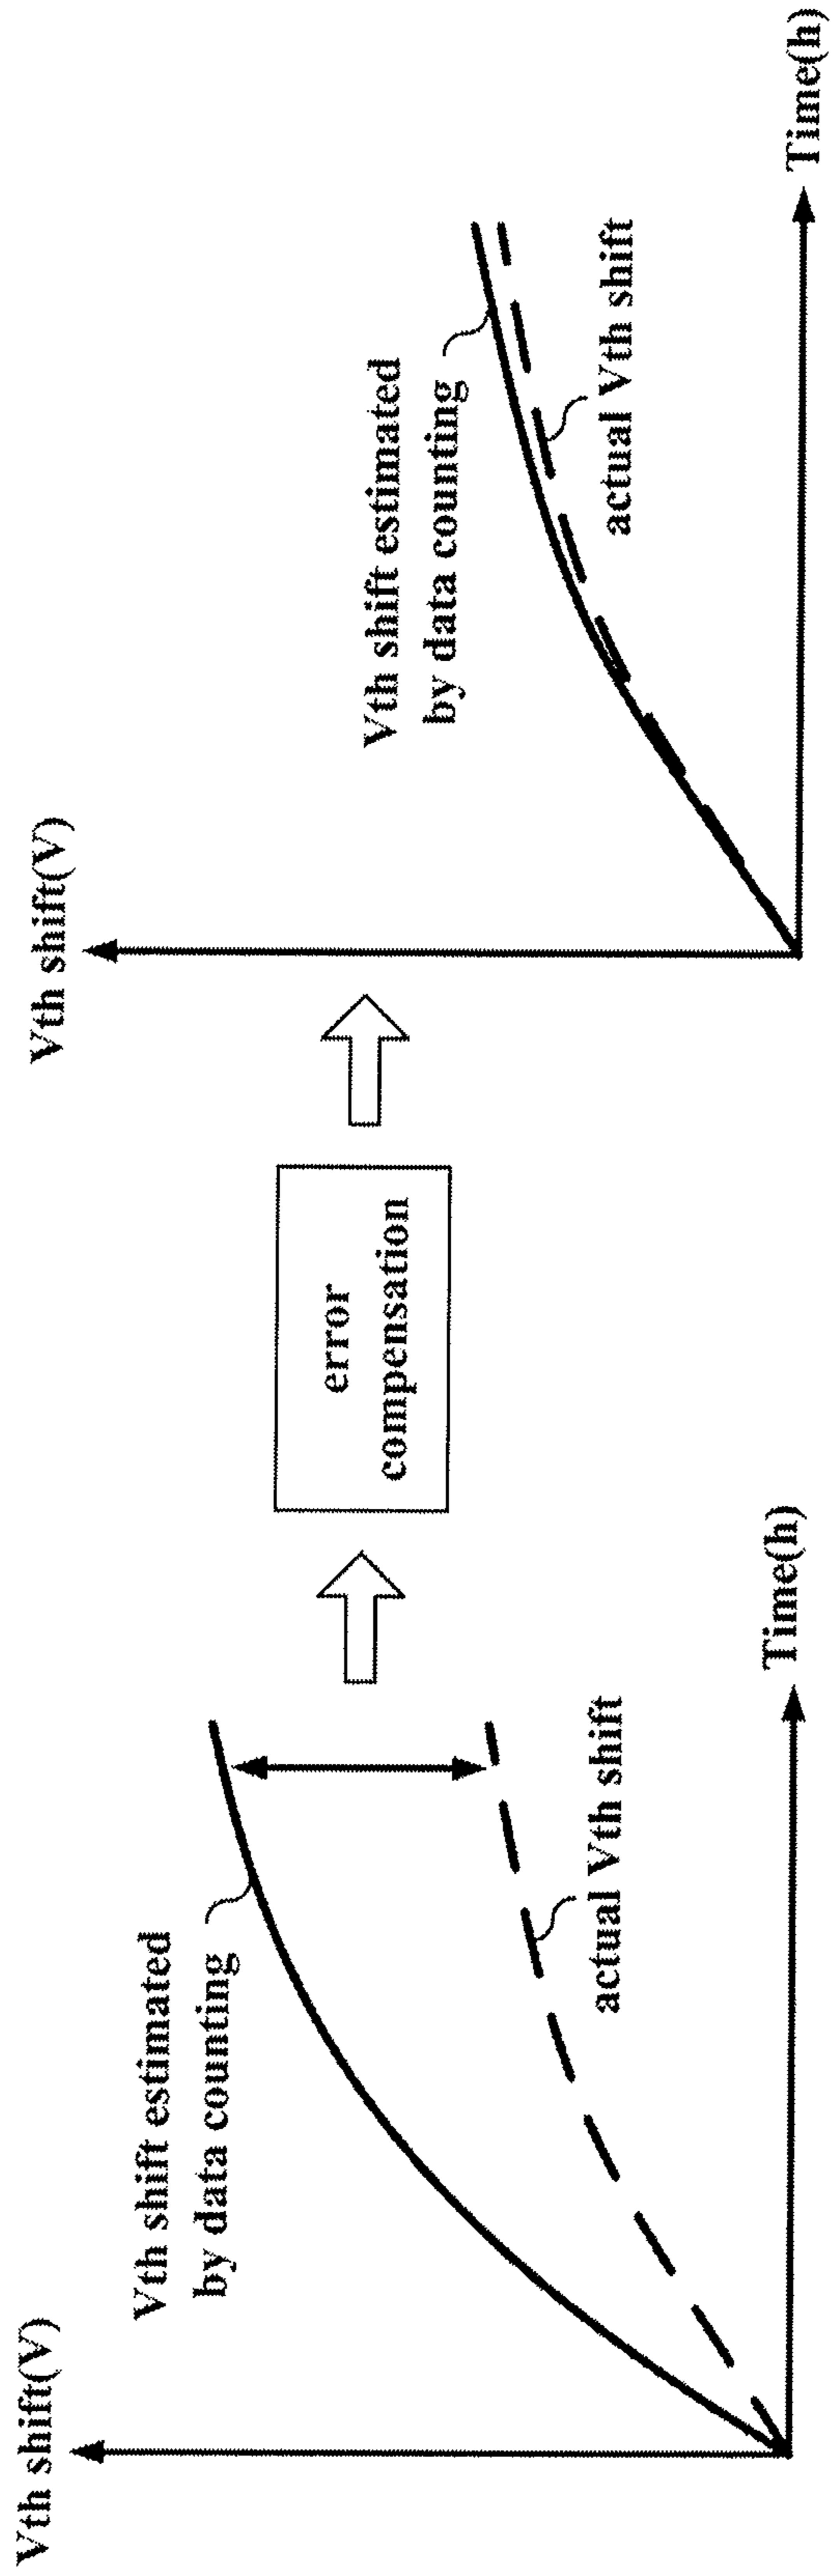 Vth shift(V)
Vth shift estimated
by data counting
actual Vth shift
Time(h)
error
compensation
Vth shift(V)
Vth shift estimated
by data counting
actual Vth shift
Time(h)